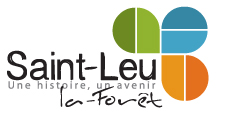 Saint-Leu
Une histoire, un avenir
la-Forêt